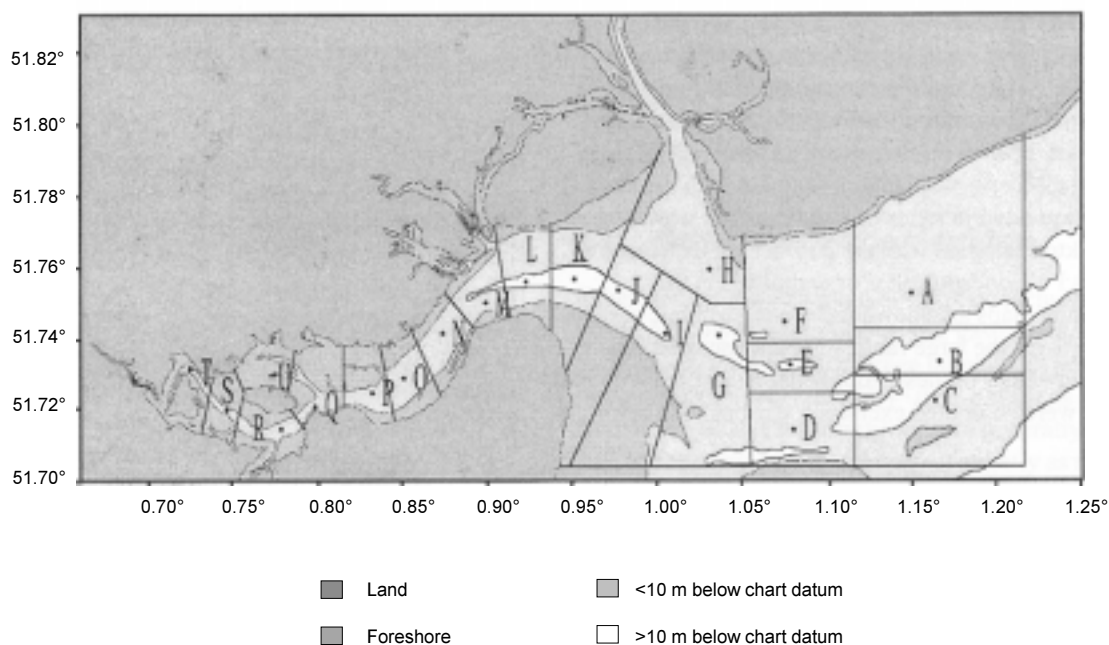 51.82°
51.80°
51.78°
51.76°
51.74°
51.72°
51.70°
L
K
H
J
A
M
I
F
N
B
T
E
S
U
G
P
O
C
Q
R
D
0.70°
0.75°
0.80°
0.85°
0.90°
0.95°
1.00°
1.05°
1.10°
1.15°
1.20°
1.25°
Land
<10 m below chart datum
Foreshore
>10 m below chart datum